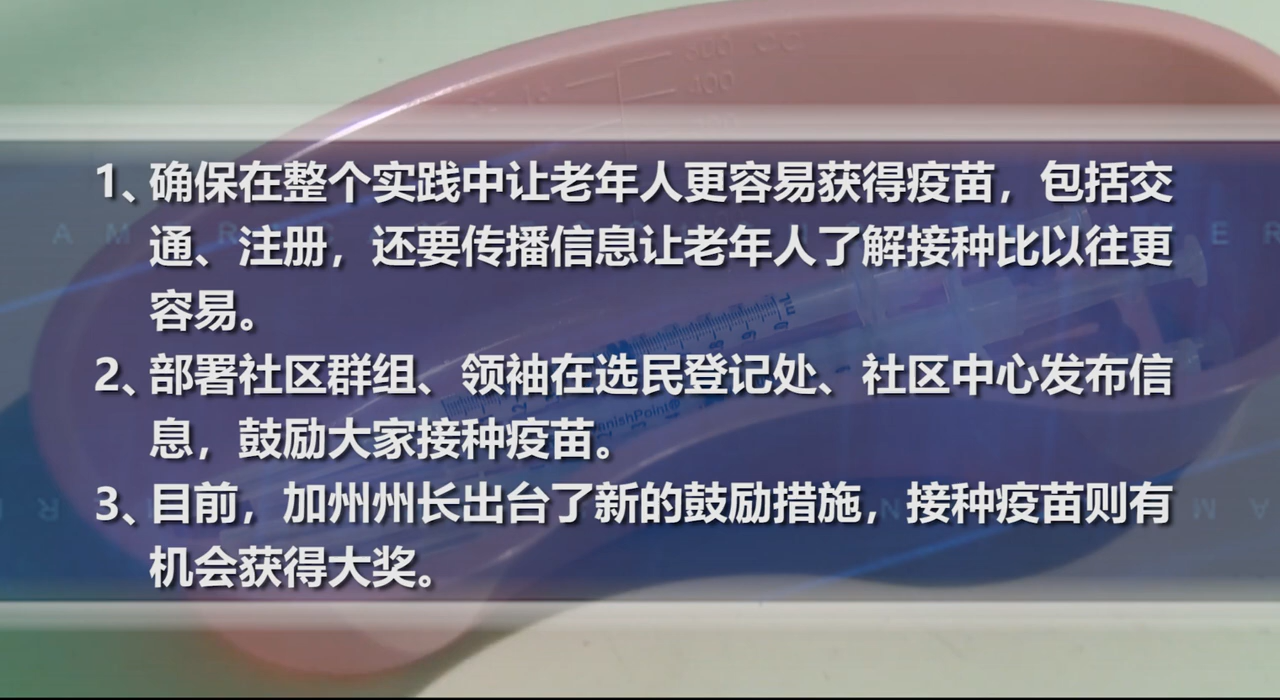 1、确保在整个实践中让老年人更容易获得疫苗，包括交
通、注册，还要传播信息让老年人了解接种比以往更
容易。
2、部署社区群组、领袖在选民登记处、社区中心发布信
息，鼓励大家接种疫苗。
3、目前，加州州长出台了新的鼓励措施，接种疫苗则有
机会获得大奖。